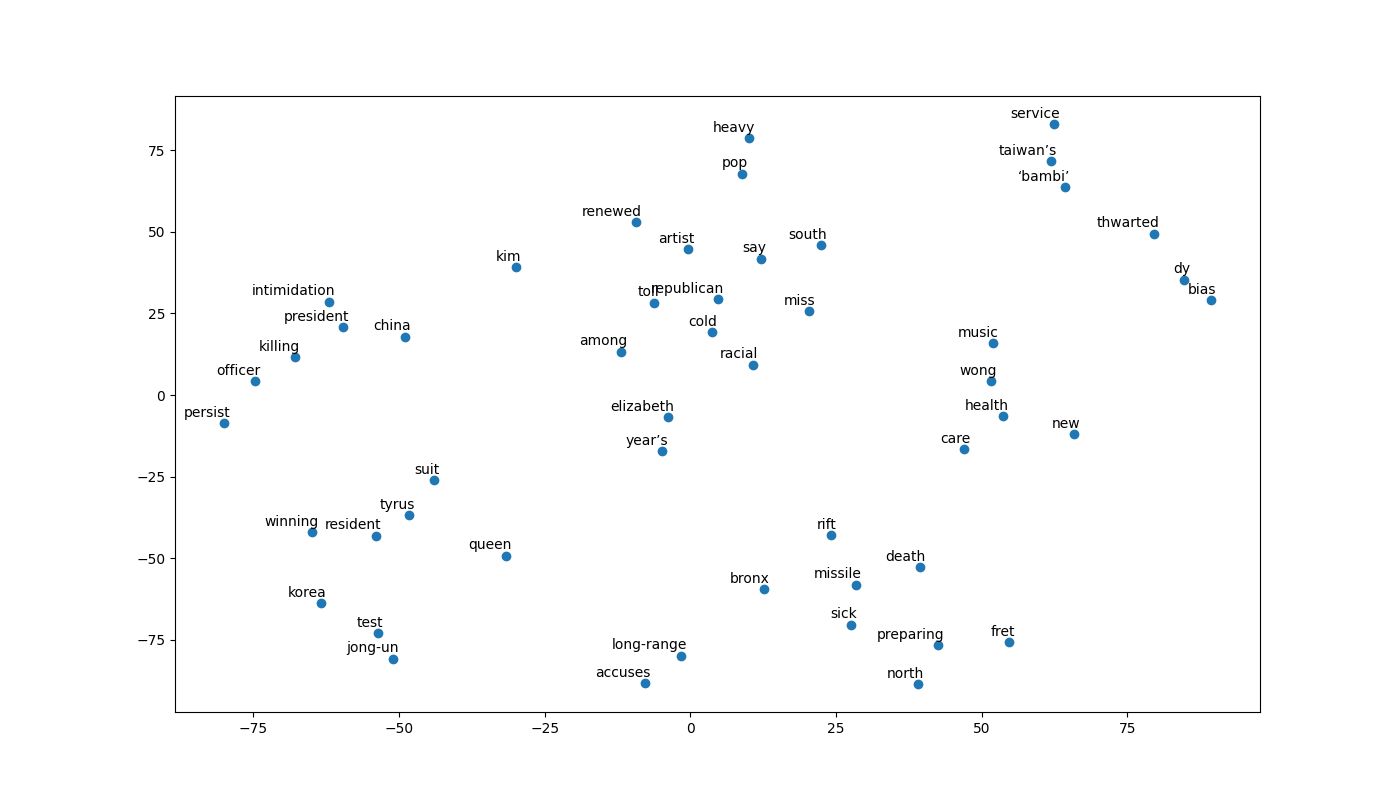 service
heavy
75
taiwan’s
pop
‘bambi’
renewed
thwarted
50
artist
south
say
kim
dy
intimidation
toll
republican
bias
miss
25
president
china
cold
music
killing
among
racial
officer
wong
0
persist
elizabeth
health
new
year’s
care
−25
suit
tyrus
winning
resident
rift
queen
−50
death
bronx
missile
korea
sick
test
preparing
fret
−75
jong-un
long-range
accuses
north
−75
−50
−25
0
25
50
75